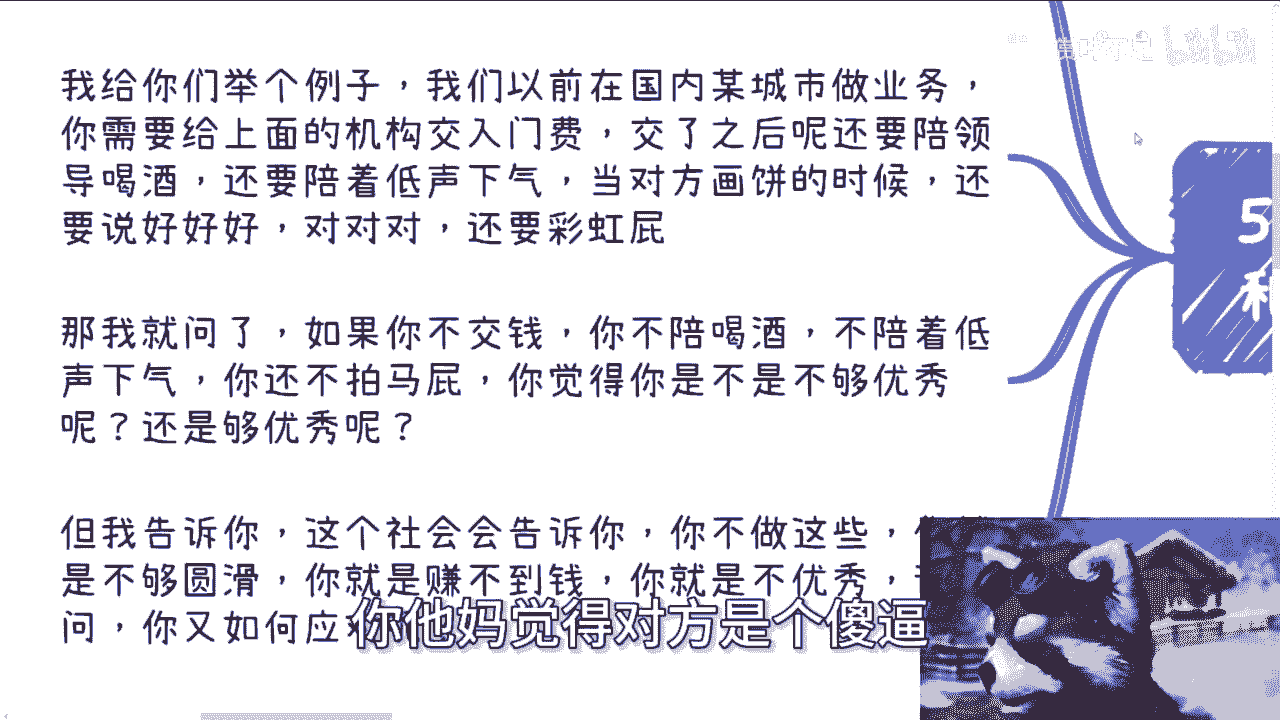 我给你们举个例子，我们以前在国内某城市做业务，
你需要给上面的机构交入门费，交了之后呢还要陪领
导喝酒，还要陪着低声下气，当对方画饼的时候，还
要说好好好，对对对，还要彩虹屁
那我就问了，如果你不交钱，你不陪喝酒，不陪着低
声下气，你还不拍马屁，你觉得你是不是不够优秀
呢？还是够优秀呢？
但我告诉你，这个社会会告诉你，你不做这些，
是不够圆滑，你就是赚不到钱，你就是不优秀，
问，你又如何应
你他妈觉得对方是个傻逼
5
bilibili